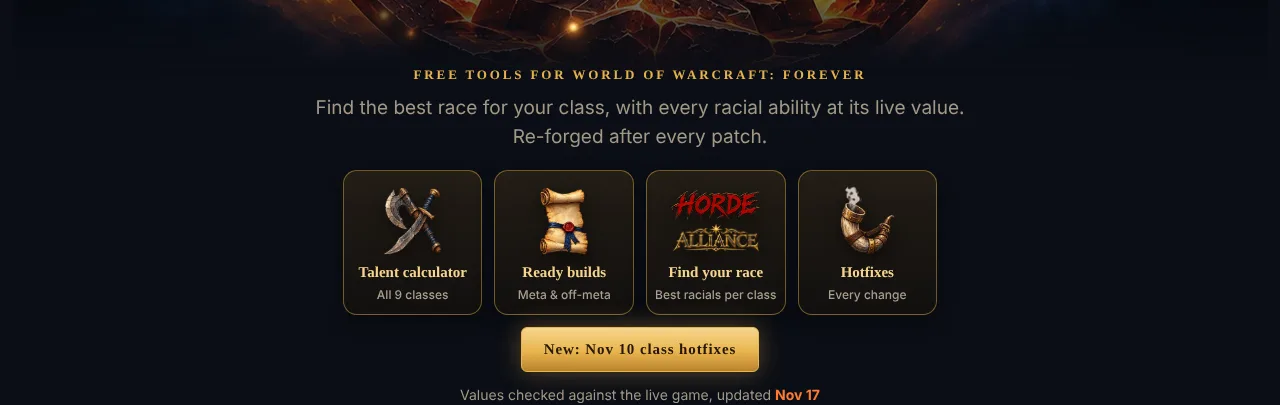 FREE TOOLS FOR WORLD OF WARCRAFT: FOREVER
Find the best race for your class, with every racial ability at its live value.
Re-forged after every patch.
HORDE
ALLIANCE
Talent calculator
All 9 classes
Ready builds
Meta & off-meta
Find your race
Best racials per class
Hotfixes
Every change
New: Nov 10 class hotfixes
Values checked against the live game, updated Nov 17